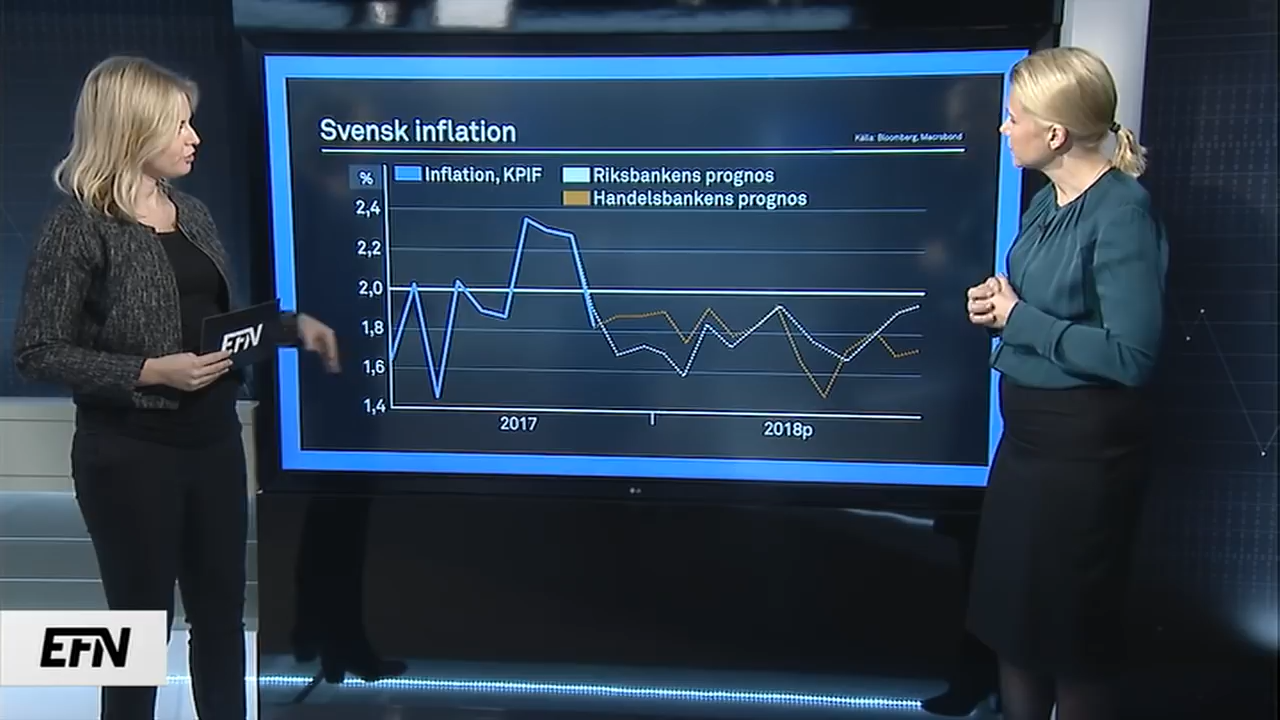 Svensk inflation
Källa: Bloomberg, Macrobond
% Inflation, KPIF Riksbankens prognos
Handelsbankens prognos
2,4
2,2
2,0
1,8
1,6
1,4
2017 2018p
EFN
EFN